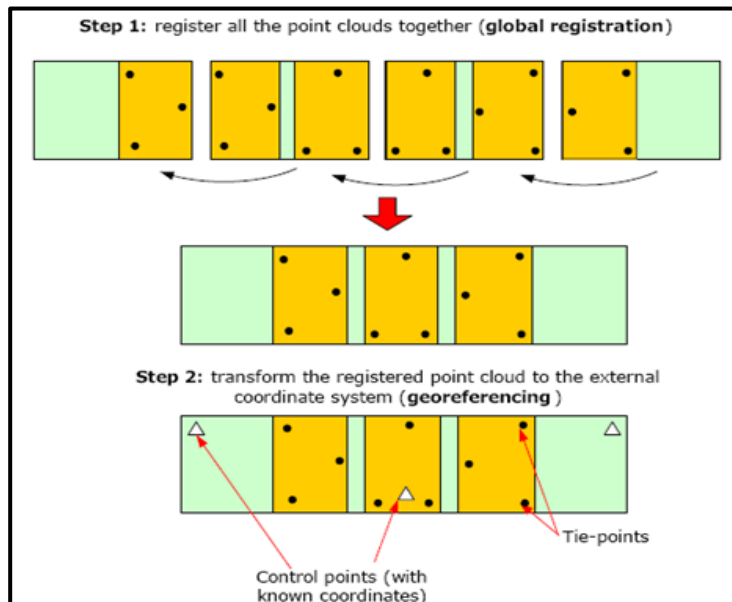 Step 1: register all the point clouds together (global registration)
Step 2: transform the registered point cloud to the external
coordinate system (georeferencing)
Tie-points
Control points (with
known coordinates)